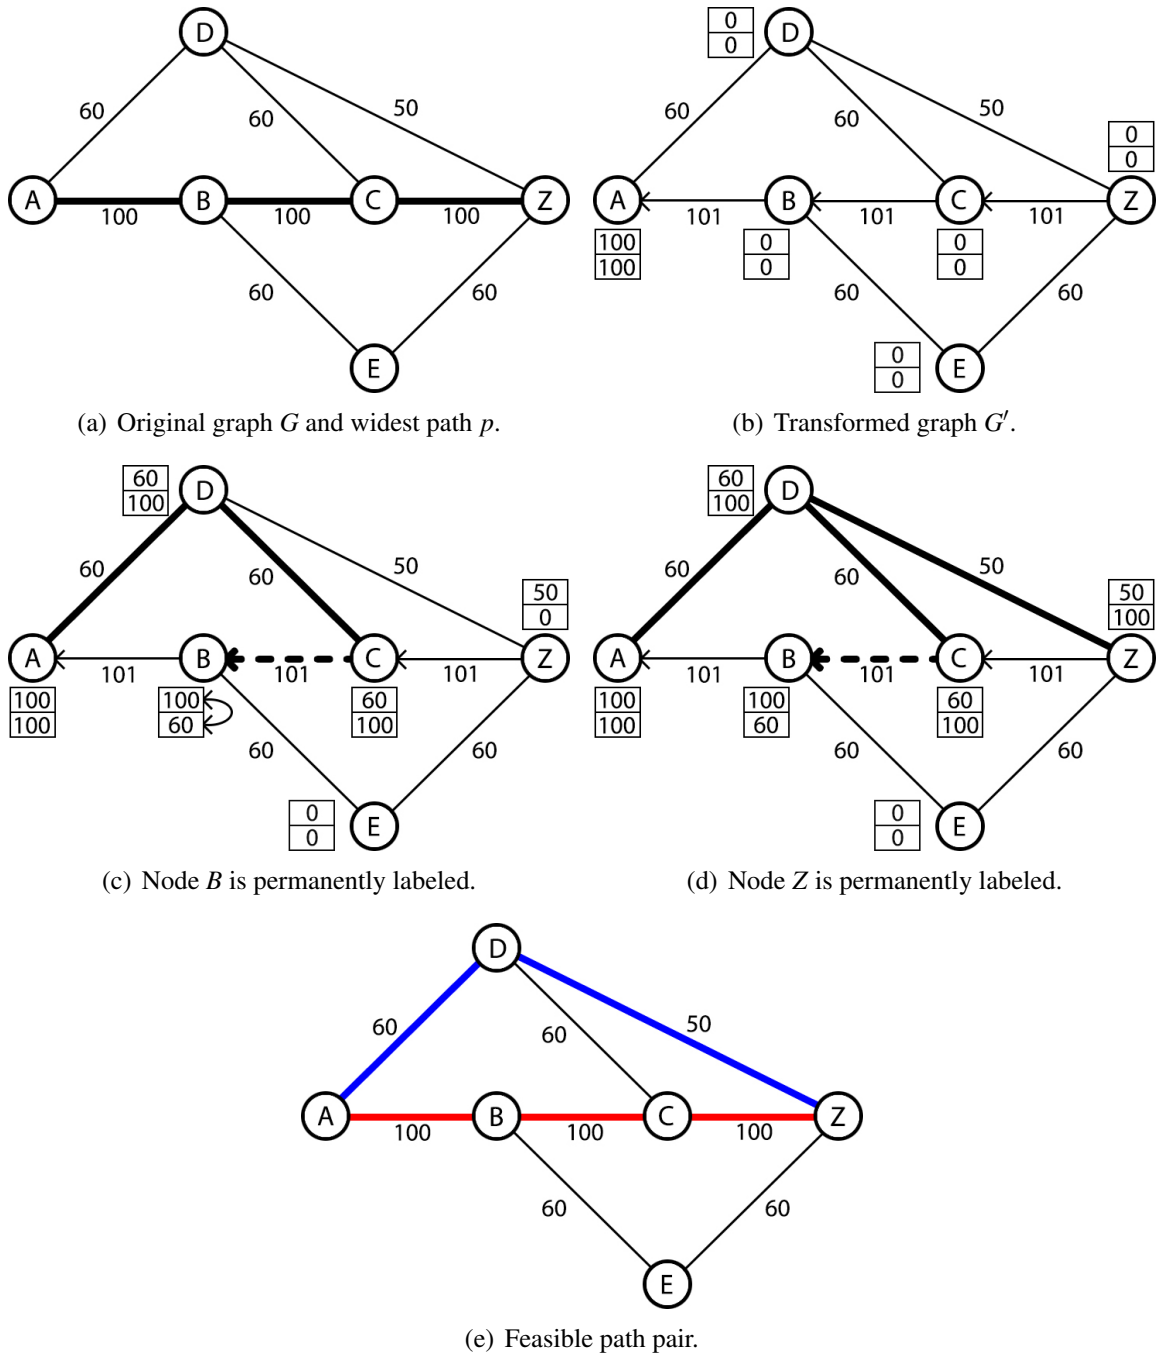 D
60
60
50
A
B
C
Z
100
100
100
60
60
E
(a) Original graph G and widest path p.
0
0
D
60
60
50
0
0
A
B
C
Z
101
101
101
100
100
0
0
0
0
60
60
0
0
E
(b) Transformed graph G′.
60
100
D
60
60
50
50
0
A
B
C
Z
101
101
101
100
100
100
60
60
100
60
60
0
0
E
(c) Node B is permanently labeled.
60
100
D
60
60
50
50
100
A
B
C
Z
101
101
101
100
100
100
60
60
100
60
60
0
0
E
(d) Node Z is permanently labeled.
D
60
60
50
A
B
C
Z
100
100
100
60
60
E
(e) Feasible path pair.